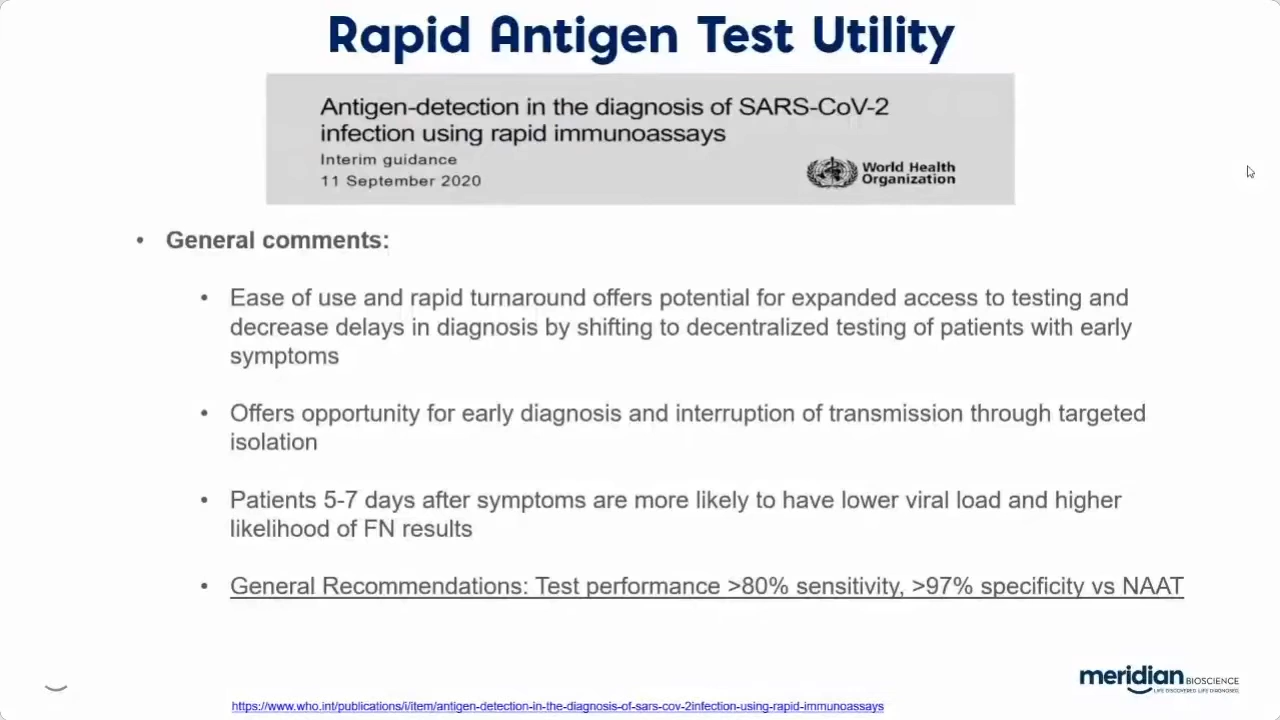 Rapid Antigen Test Utility
Antigen-detection in the diagnosis of SARS-CoV-2
infection using rapid immunoassays
Interim guidance
11 September 2020
World Health
Organization
• General comments:
• Ease of use and rapid turnaround offers potential for expanded access to testing and
decrease delays in diagnosis by shifting to decentralized testing of patients with early
symptoms
• Offers opportunity for early diagnosis and interruption of transmission through targeted
isolation
• Patients 5-7 days after symptoms are more likely to have lower viral load and higher
likelihood of FN results
• General Recommendations: Test performance >80% sensitivity, >97% specificity vs NAAT
meridian BIOSCIENCE
LIFE DISCOVERED. LIFE DIAGNOSED.
https://www.who.int/publications/i/item/antigen-detection-in-the-diagnosis-of-sars-cov-2infection-using-rapid-immunoassays